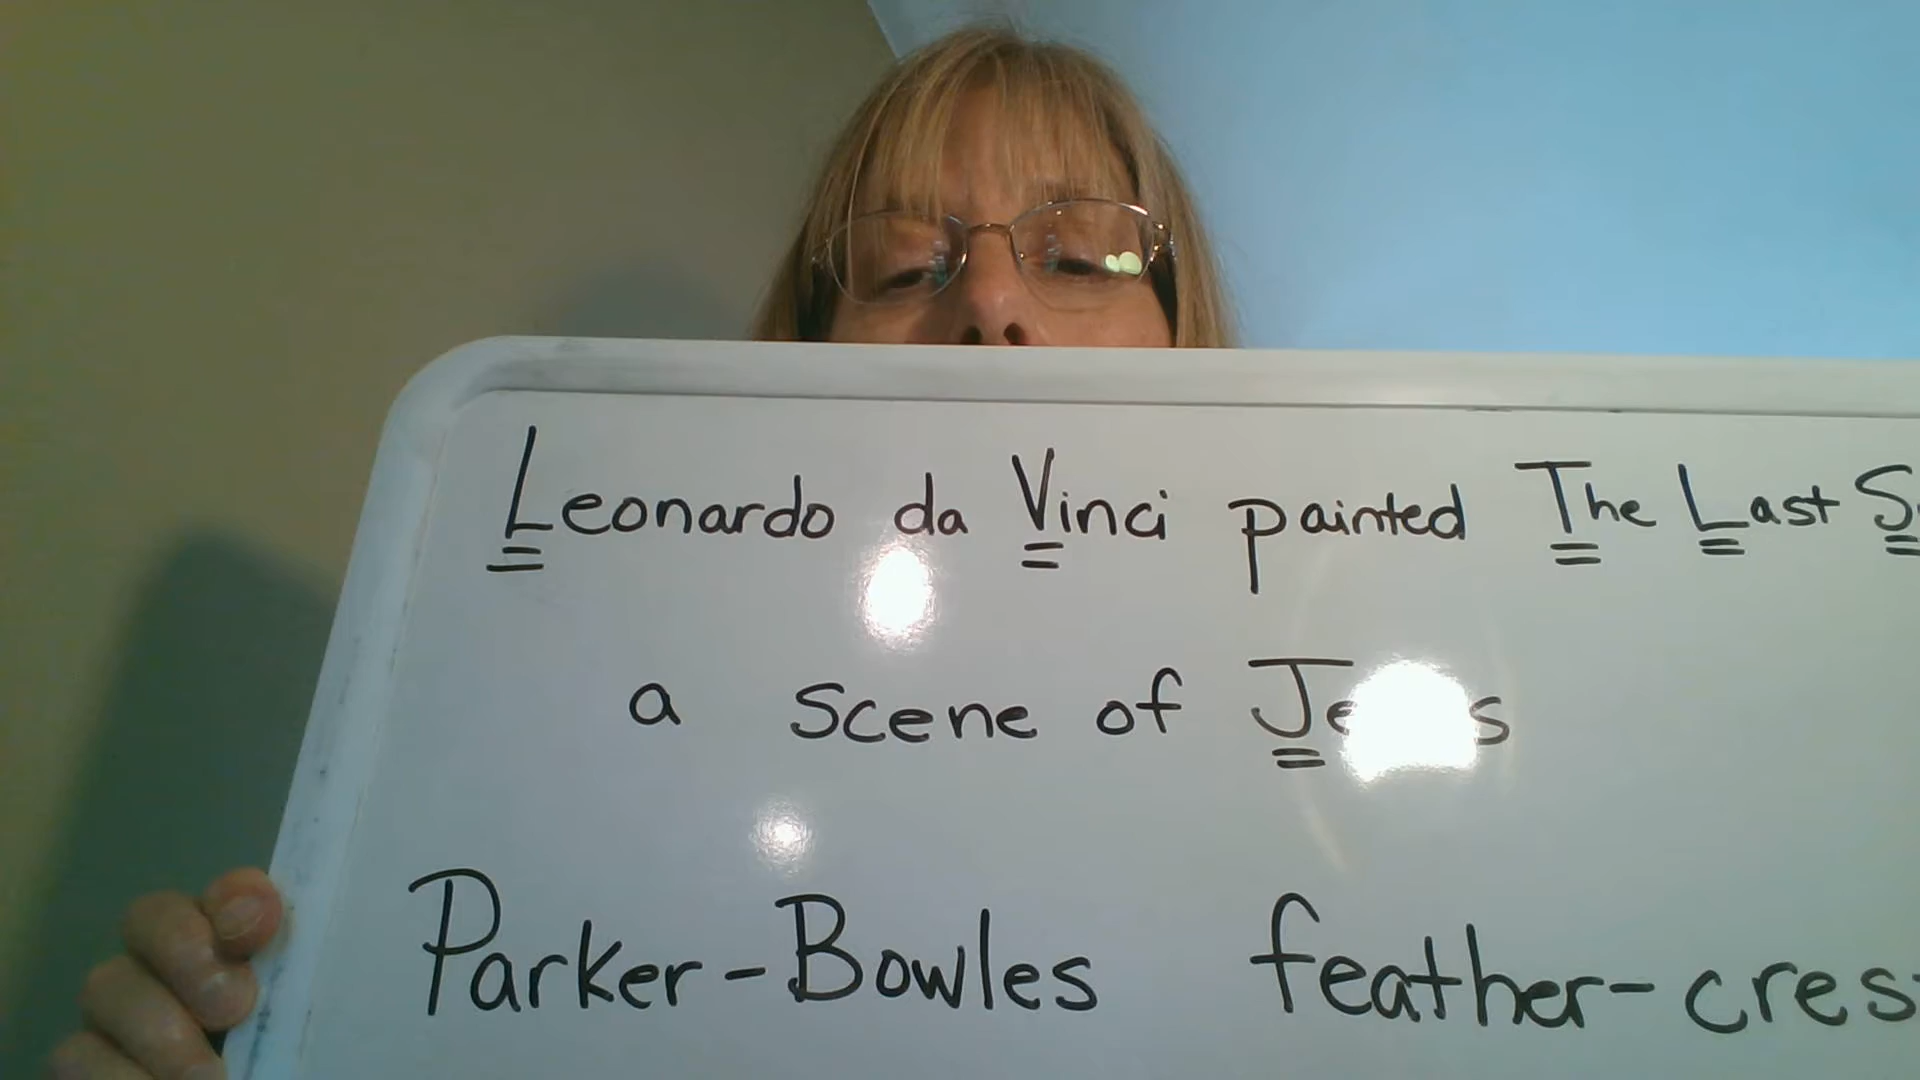 Leonardo da Vinci painted The Last
a scene of
Parker-Bowles feather-